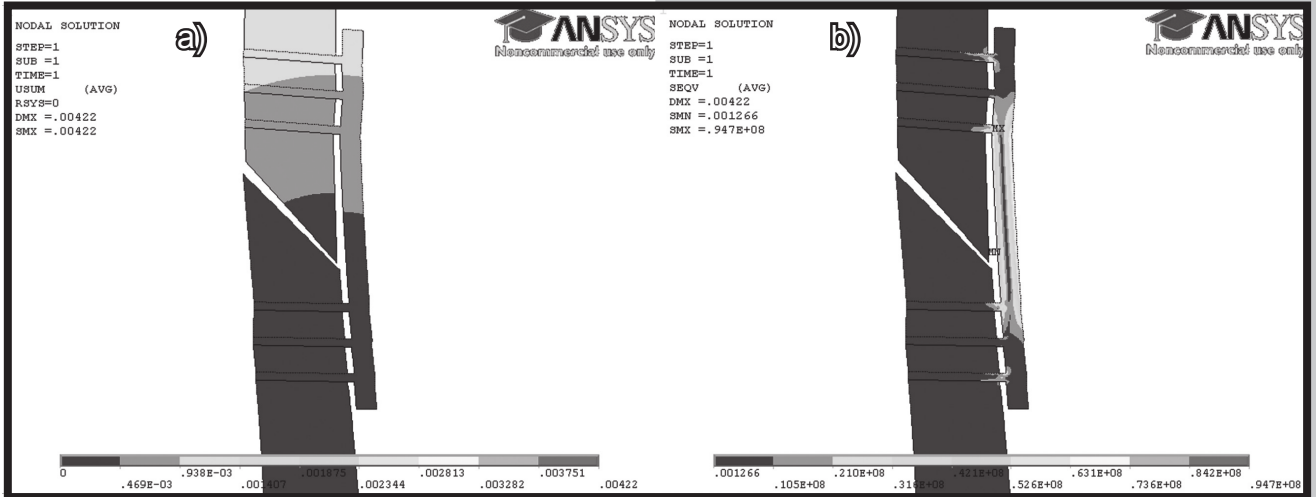 NODAL SOLUTION
STEP=1
SUB =1
TIME=1
USUM (AVG)
RSYS=0
DMX =.00422
SMX =.00422
a)
ANSYS
Noncommercial use only
0
.469E-03
.938E-03
.001407
.001875
.002344
.002813
.003282
.003751
.00422
NODAL SOLUTION
STEP=1
SUB =1
TIME=1
SEQV (AVG)
DMX =.00422
SMN =.001266
SMX =.947E+08
b)
ANSYS
Noncommercial use only
MX
MN
.001266
.105E+08
.210E+08
.316E+08
.421E+08
.526E+08
.631E+08
.736E+08
.842E+08
.947E+08